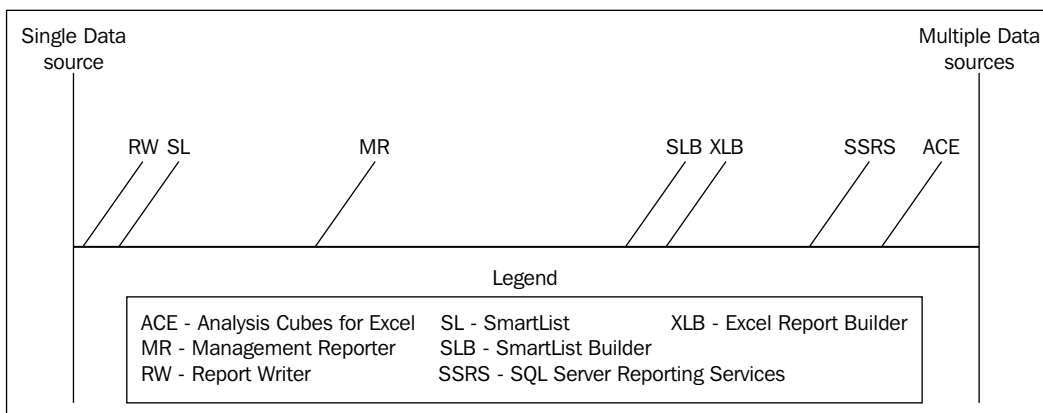 Single Data
source
Multiple Data
sources
RW SL MR SLB XLB SSRS ACE
Legend
ACE - Analysis Cubes for Excel SL - SmartList XLB - Excel Report Builder
MR - Management Reporter SLB - SmartList Builder
RW - Report Writer SSRS - SQL Server Reporting Services